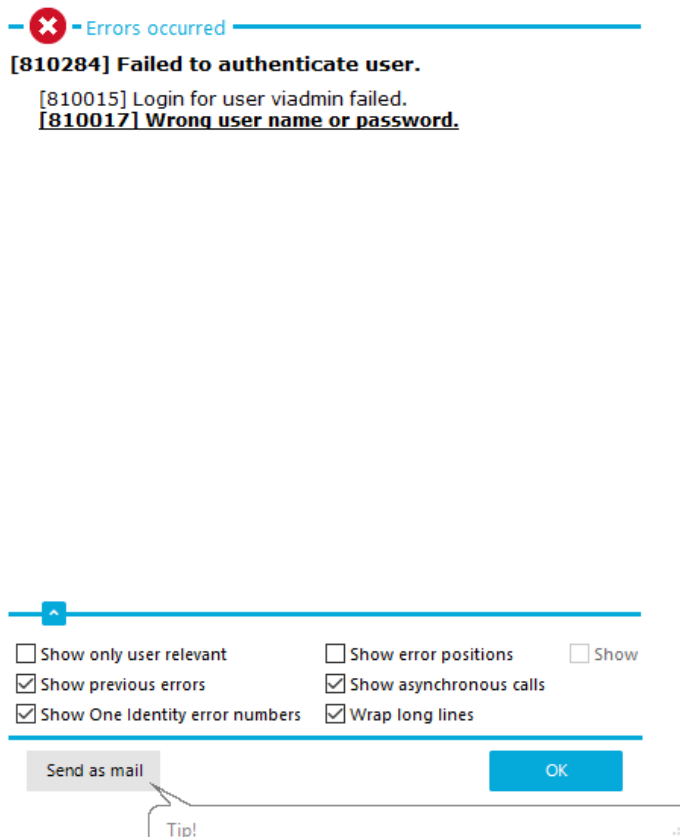 Errors occurred
[810284] Failed to authenticate user.
[810015] Login for user viadmin failed.
[810017] Wrong user name or password.
Show only user relevant Show error positions Show
Show previous errors Show asynchronous calls
Show One Identity error numbers Wrap long lines
Send as mail OK
Tip!